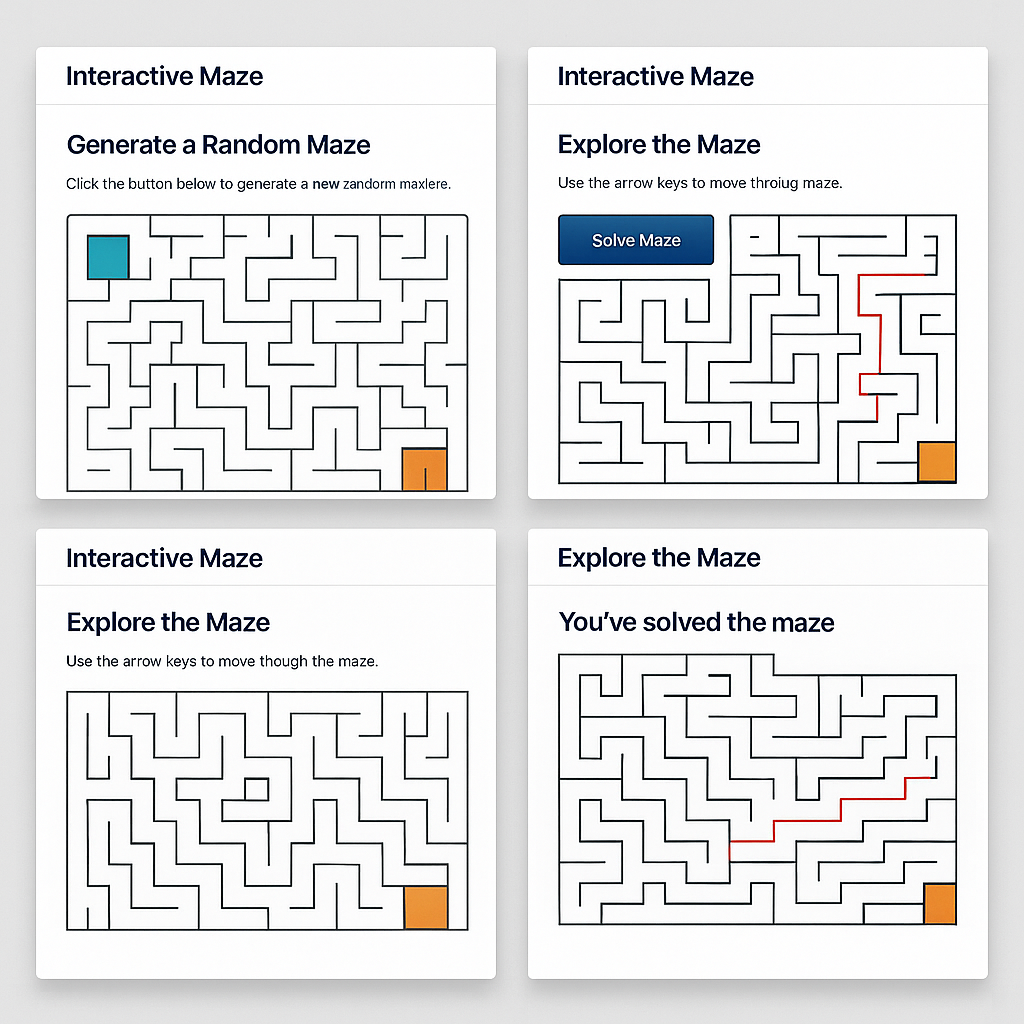 Interactive Maze
Generate a Random Maze
Click the button below to generate a new zandorm maxlere.
Interactive Maze
Explore the Maze
Use the arrow keys to move throiug maze.
Solve Maze
Interactive Maze
Explore the Maze
Use the arrow keys to move though the maze.
Explore the Maze
You've solved the maze